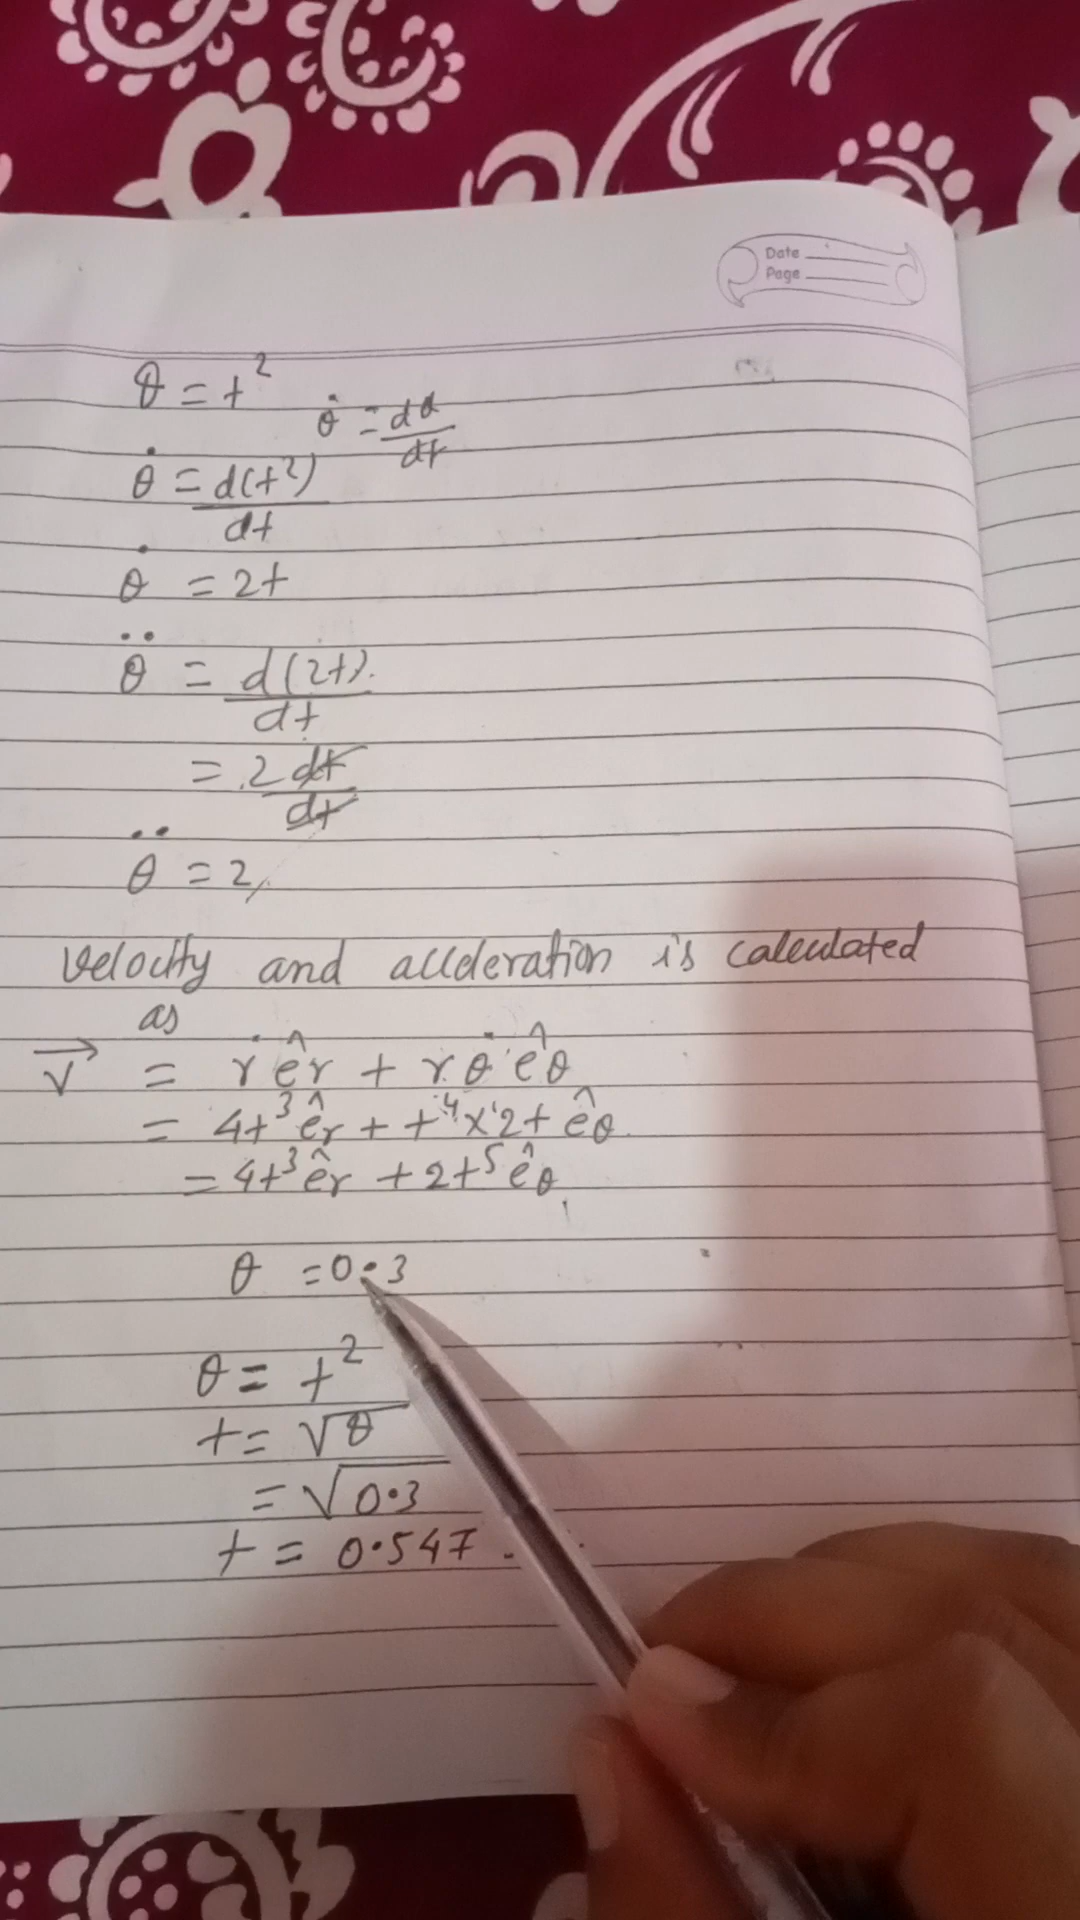 Date
Page
θ = t²
θ̇ = dθ/dt
θ̇ = d(t²)/dt
θ̇ = 2t
θ̈ = d(2t)/dt
= 2 dt/dt
θ̈ = 2
velocity and accderation is calculated
as
v⃗ = ṙ êr + r θ̇ êθ
= 4t³ êr + t⁴ x 2t êθ
= 4t³ êr + 2t⁵ êθ
θ = 0.3
θ = t²
t = √θ
= √0.3
t = 0.547